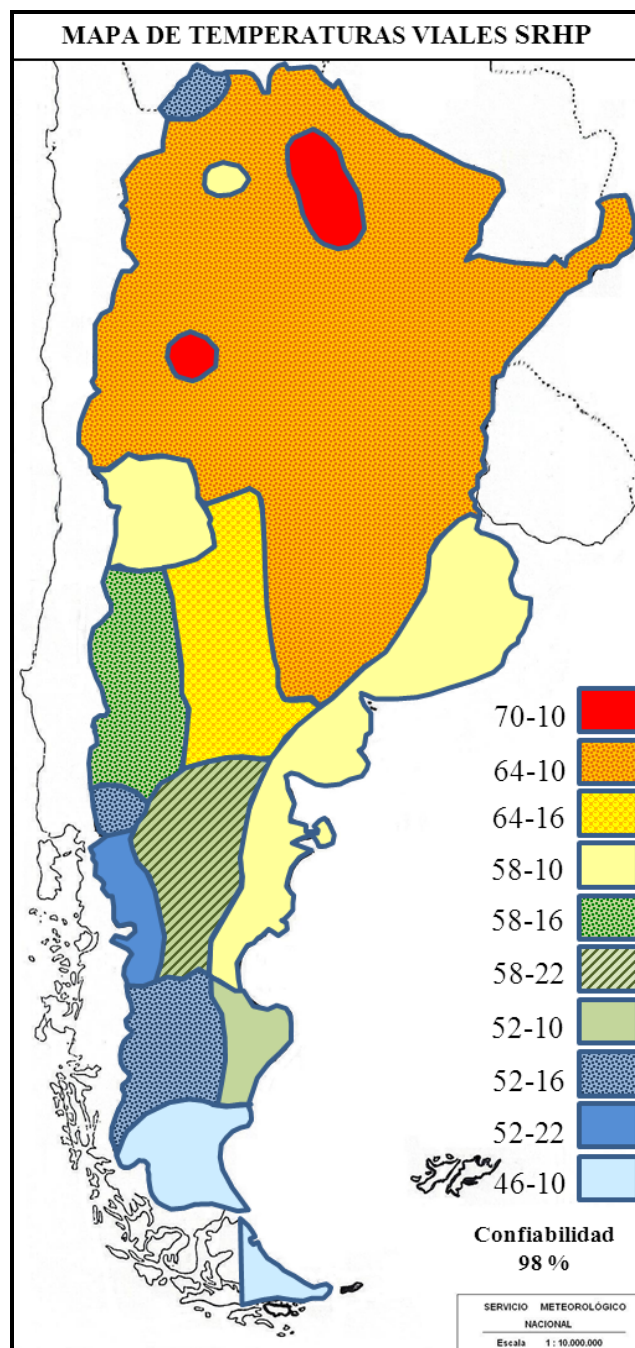 MAPA DE TEMPERATURAS VIALES SRHP
70-10
64-10
64-16
58-10
58-16
58-22
52-10
52-16
52-22
46-10
Confiabilidad
98 %
SERVICIO METEOROLÓGICO
NACIONAL
Escala 1 : 10.000.000